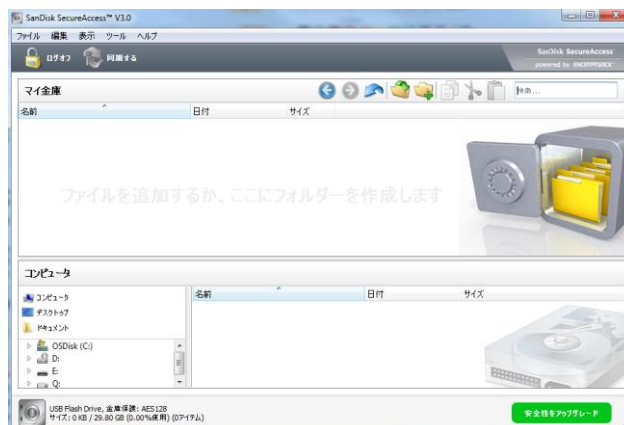 SanDisk SecureAccess™ V3.0
ファイル 編集 表示 ツール ヘルプ
ログオフ 同期する
SanDisk SecureAccess
powered by ENCRYPTSTICK
マイ金庫
検索...
名前 日付 サイズ
ファイルを追加するか、ここにフォルダーを作成します
コンピュータ
コンピュータ
デスクトップ
ドキュメント
OSDisk (C:)
D:
E:
Q:
名前 日付 サイズ
USB Flash Drive, 金庫保護: AES128
サイズ: 0 KB / 29.80 GB (0.00%使用) (0アイテム)
安全性をアップグレード